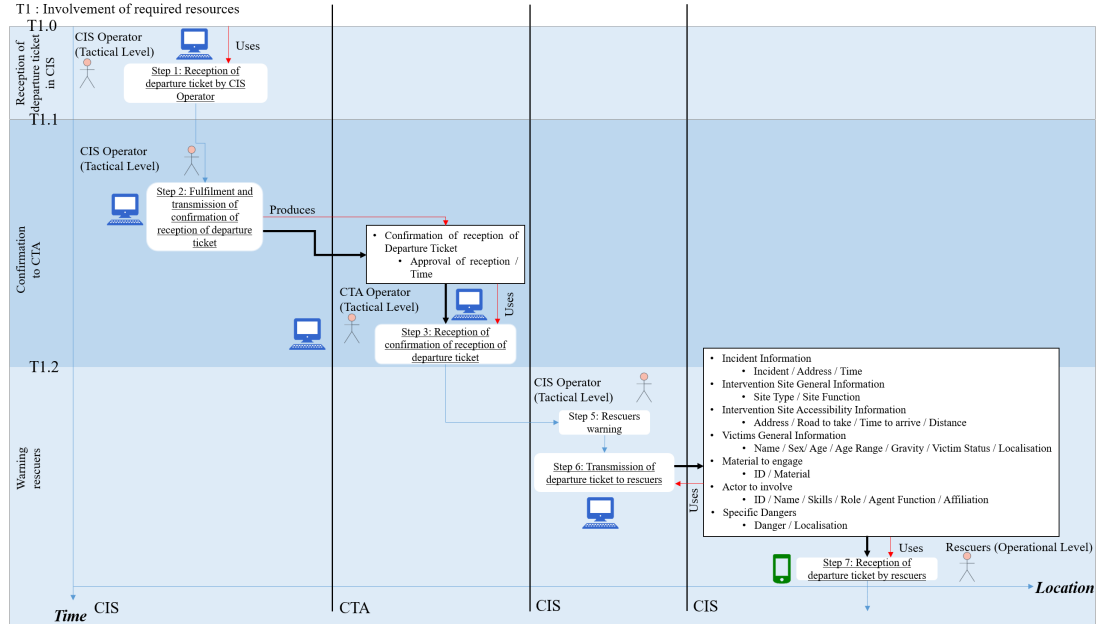 T1 : Involvement of required resources
T1.0
Reception of
departure ticket
in CIS
CIS Operator
(Tactical Level)
Uses
Step 1: Reception of
departure ticket by CIS
Operator
T1.1
Confirmation
to CTA
CIS Operator
(Tactical Level)
Step 2: Fulfilment and
transmission of
confirmation of
reception of departure
ticket
Produces
• Confirmation of reception of
Departure Ticket
• Approval of reception /
Time
CTA Operator
(Tactical Level)
Uses
Step 3: Reception of
confirmation of reception of
departure ticket
T1.2
Warning
rescuers
CIS Operator
(Tactical Level)
Step 5: Rescuers
warning
Step 6: Transmission of
departure ticket to rescuers
Uses
• Incident Information
• Incident / Address / Time
• Intervention Site General Information
• Site Type / Site Function
• Intervention Site Accessibility Information
• Address / Road to take / Time to arrive / Distance
• Victims General Information
• Name / Sex/ Age / Age Range / Gravity / Victim Status / Localisation
• Material to engage
• ID / Material
• Actor to involve
• ID / Name / Skills / Role / Agent Function / Affiliation
• Specific Dangers
• Danger / Localisation
Uses
Rescuers (Operational Level)
Step 7: Reception of
departure ticket by rescuers
Location
Time
CIS
CTA
CIS
CIS